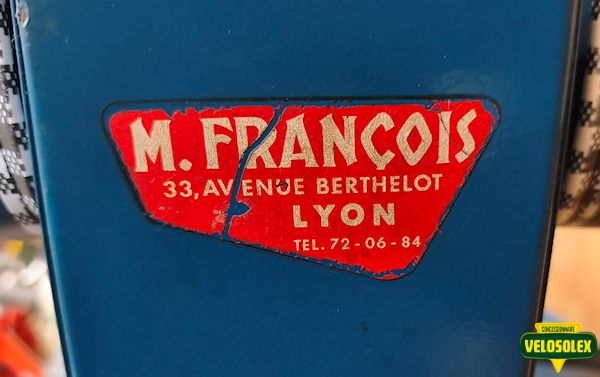 M. FRANÇOIS
33, AVENUE BERTHELOT
LYON
TEL. 72-06-84
CONCESSIONNAIRE
VELOSOLEX